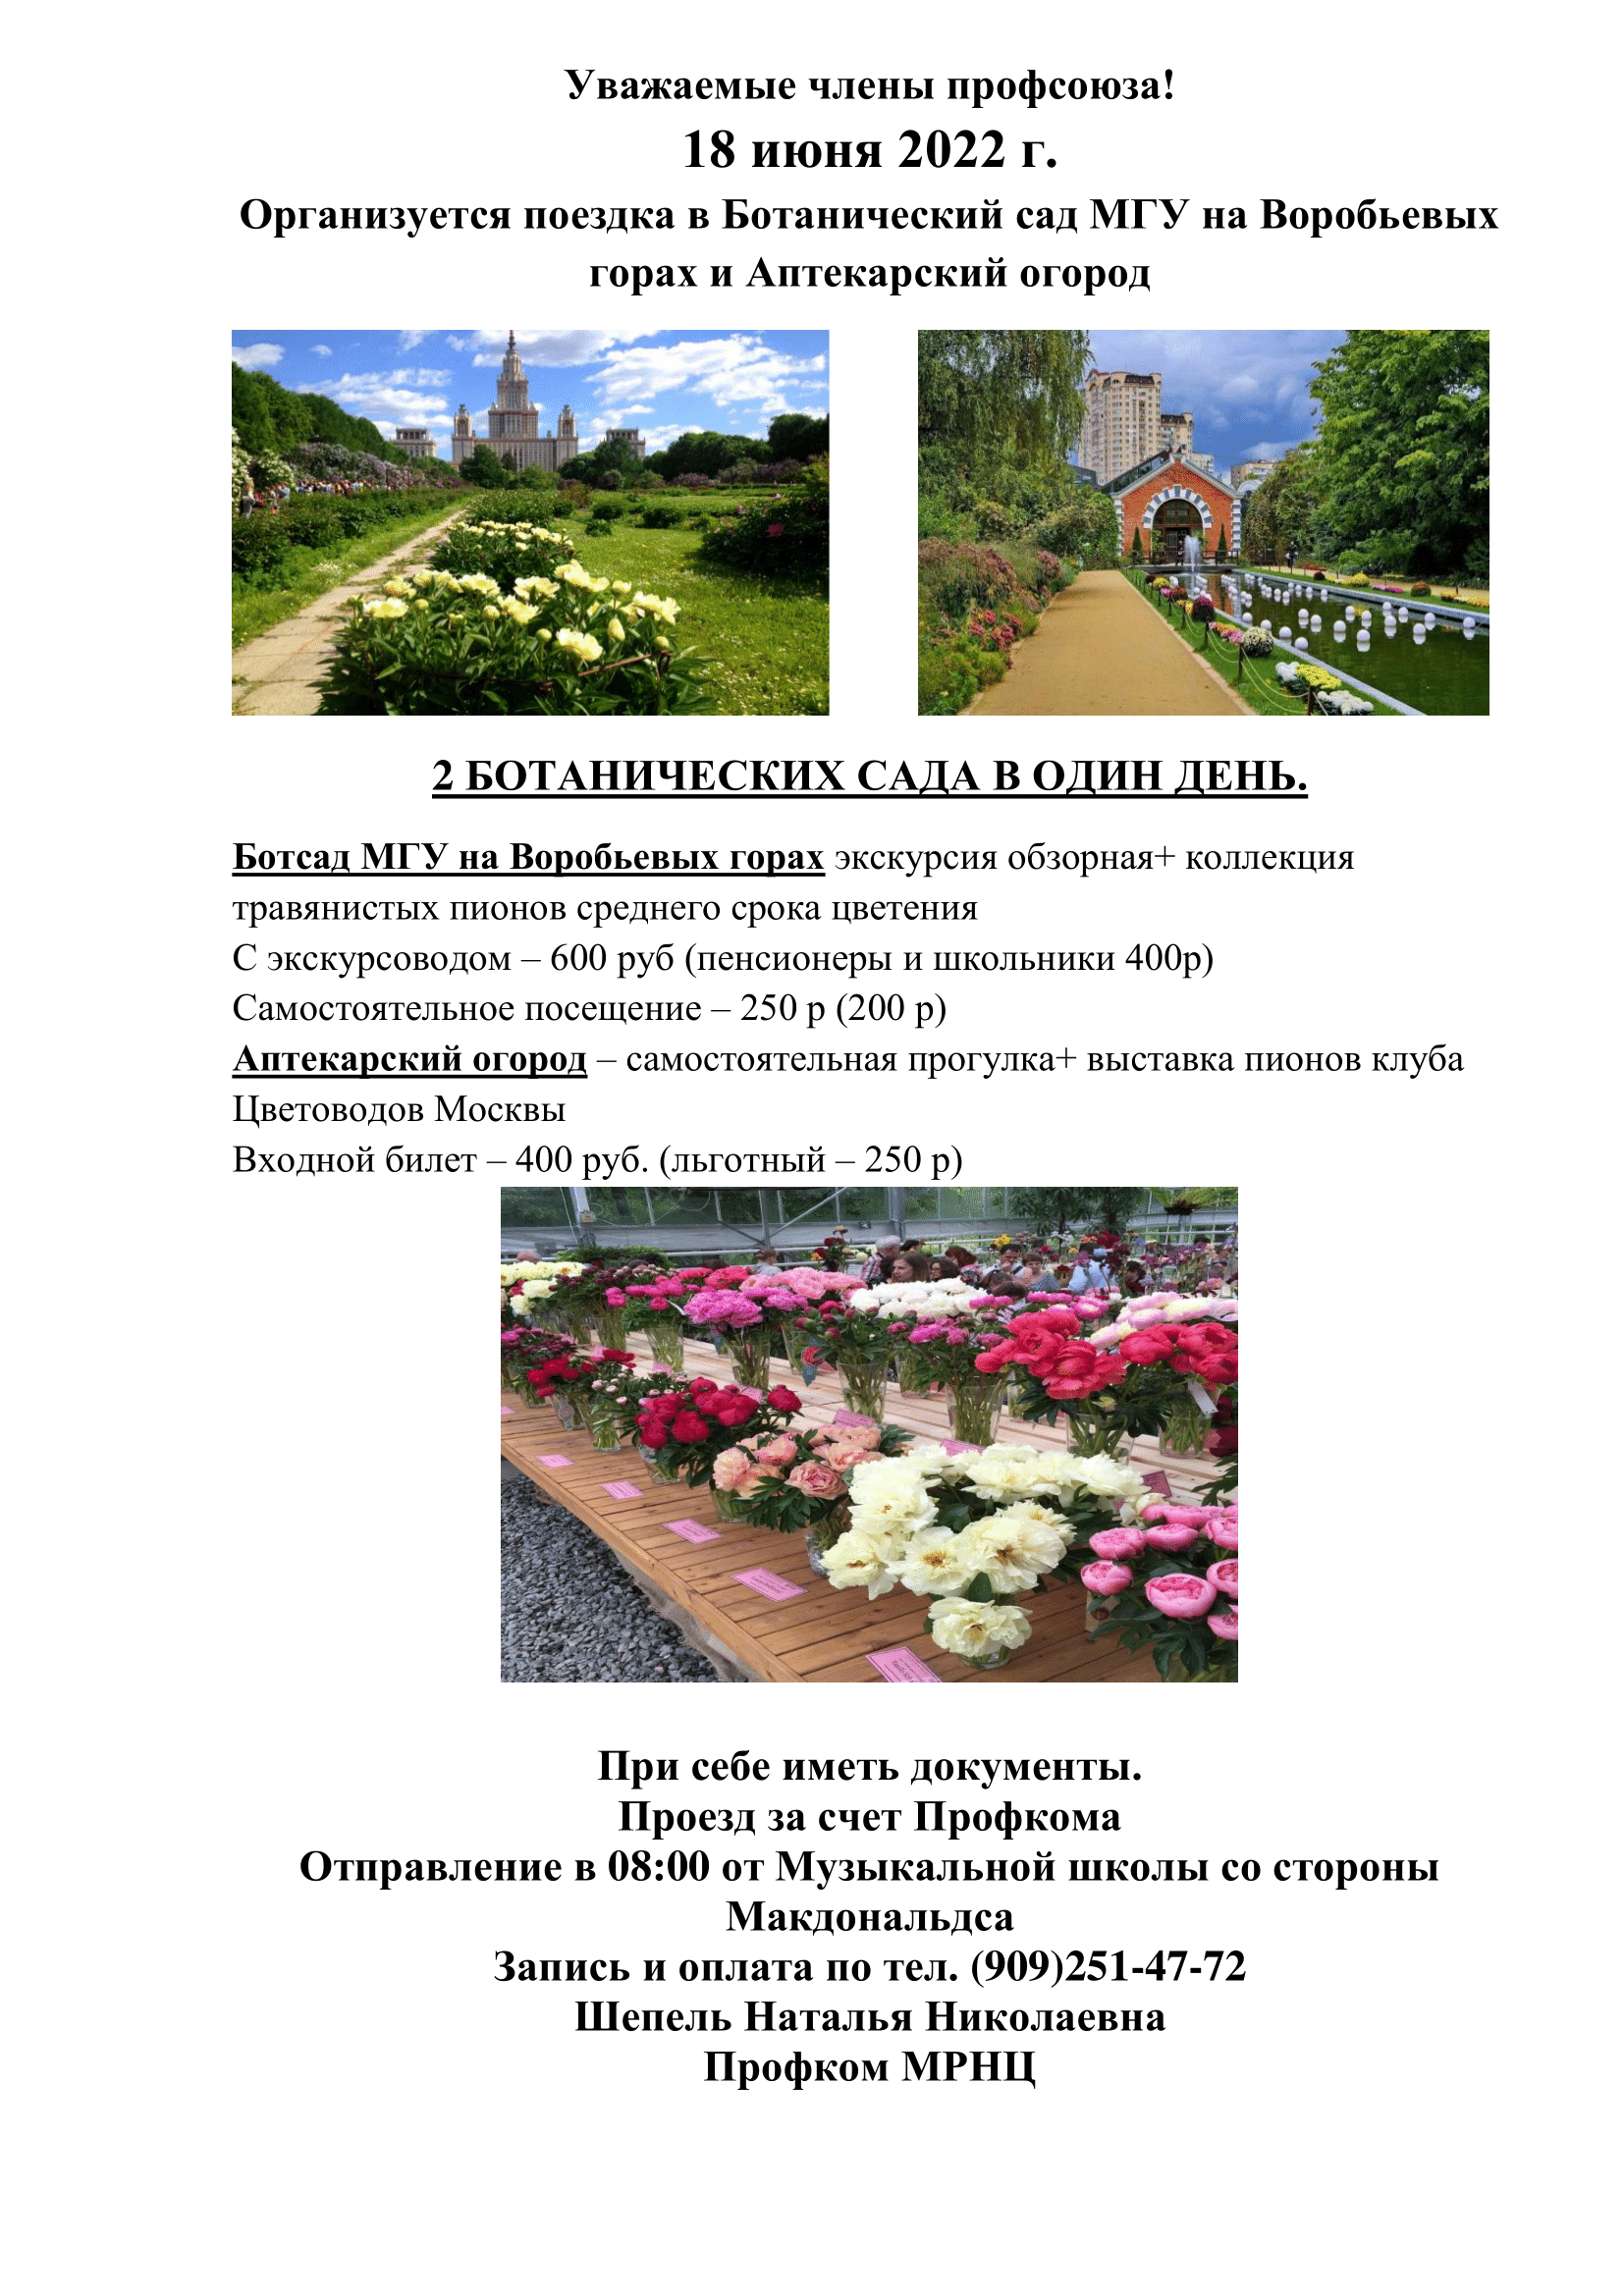 Уважаемые члены профсоюза!
18 июня 2022 г.
Организуется поездка в Ботанический сад МГУ на Воробьевых
горах и Аптекарский огород
2 БОТАНИЧЕСКИХ САДА В ОДИН ДЕНЬ.
Ботсад МГУ на Воробьевых горах экскурсия обзорная+ коллекция
травянистых пионов среднего срока цветения
С экскурсоводом – 600 руб (пенсионеры и школьники 400р)
Самостоятельное посещение – 250 р (200 р)
Аптекарский огород – самостоятельная прогулка+ выставка пионов клуба
Цветоводов Москвы
Входной билет – 400 руб. (льготный – 250 р)
При себе иметь документы.
Проезд за счет Профкома
Отправление в 08:00 от Музыкальной школы со стороны
Макдональдса
Запись и оплата по тел. (909)251-47-72
Шепель Наталья Николаевна
Профком МРНЦ